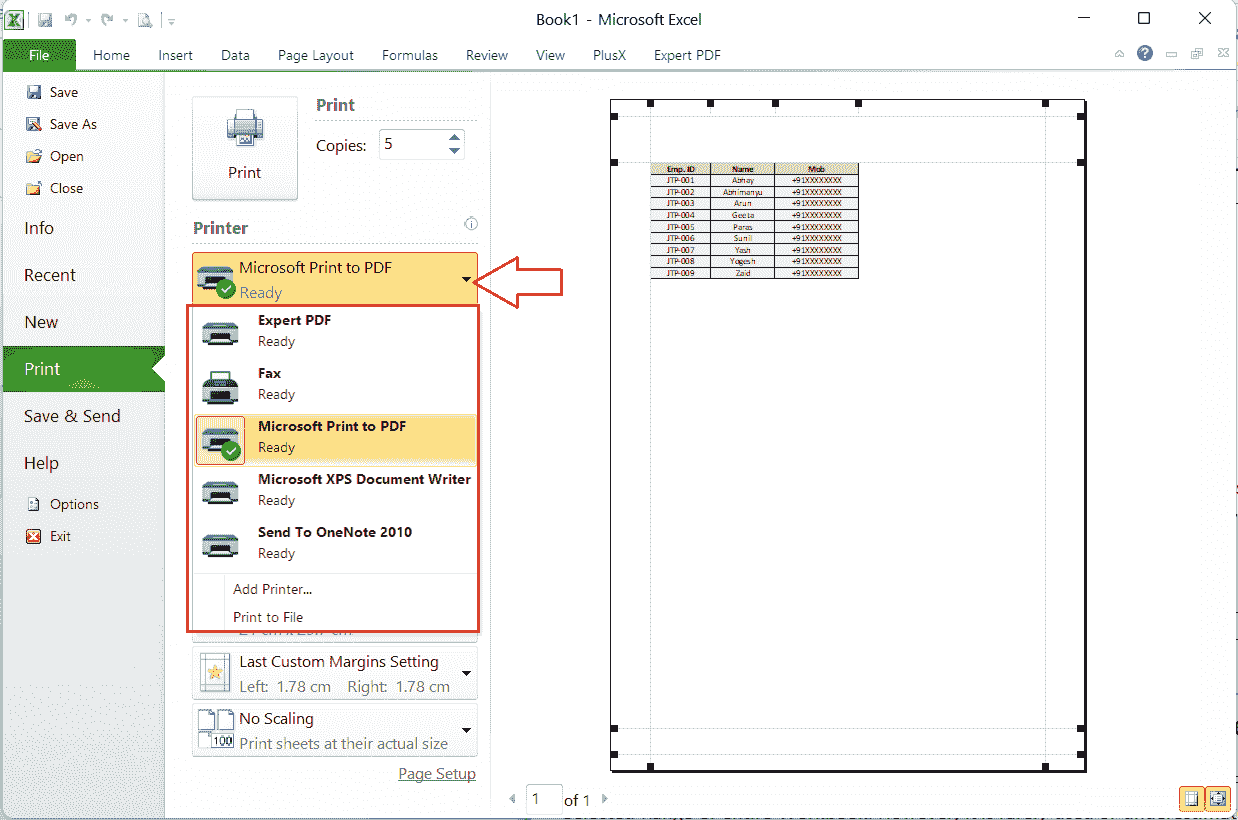 Book1 - Microsoft Excel
File Home Insert Data Page Layout Formulas Review View PlusX Expert PDF
Save
Save As
Open
Close
Info
Recent
New
Print
Save & Send
Help
Options
Exit
Print
Print
Copies: 5
Printer
Microsoft Print to PDF
Ready
Expert PDF
Ready
Fax
Ready
Microsoft Print to PDF
Ready
Microsoft XPS Document Writer
Ready
Send To OneNote 2010
Ready
Add Printer...
Print to File
Last Custom Margins Setting
Left: 1.78 cm Right: 1.78 cm
No Scaling
100
Print sheets at their actual size
Page Setup
Emp. ID Name Mob
JTP-001 Abhay +91XXXXXXXX
JTP-002 Abhimanyu +91XXXXXXXX
JTP-003 Arun +91XXXXXXXX
JTP-004 Geeta +91XXXXXXXX
JTP-005 Paras +91XXXXXXXX
JTP-006 Sunil +91XXXXXXXX
JTP-007 Yash +91XXXXXXXX
JTP-008 Yogesh +91XXXXXXXX
JTP-009 Zaid +91XXXXXXXX
1 of 1